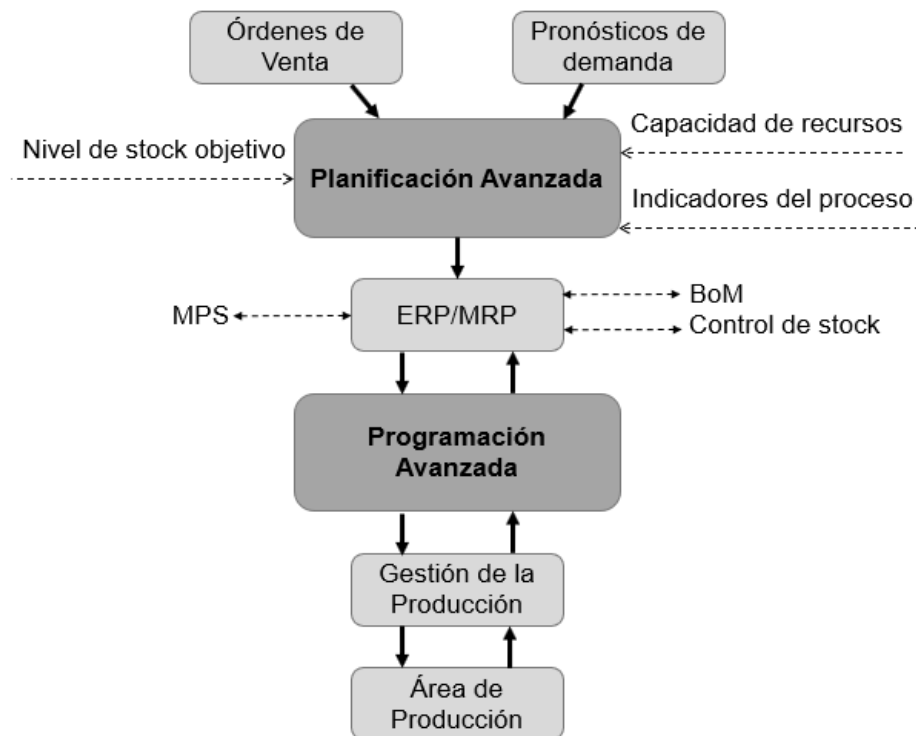 Órdenes de
Venta
Pronósticos de
demanda
Capacidad de recursos
Nivel de stock objetivo
Planificación Avanzada
Indicadores del proceso
MPS
ERP/MRP
BoM
Control de stock
Programación
Avanzada
Gestión de la
Producción
Área de
Producción